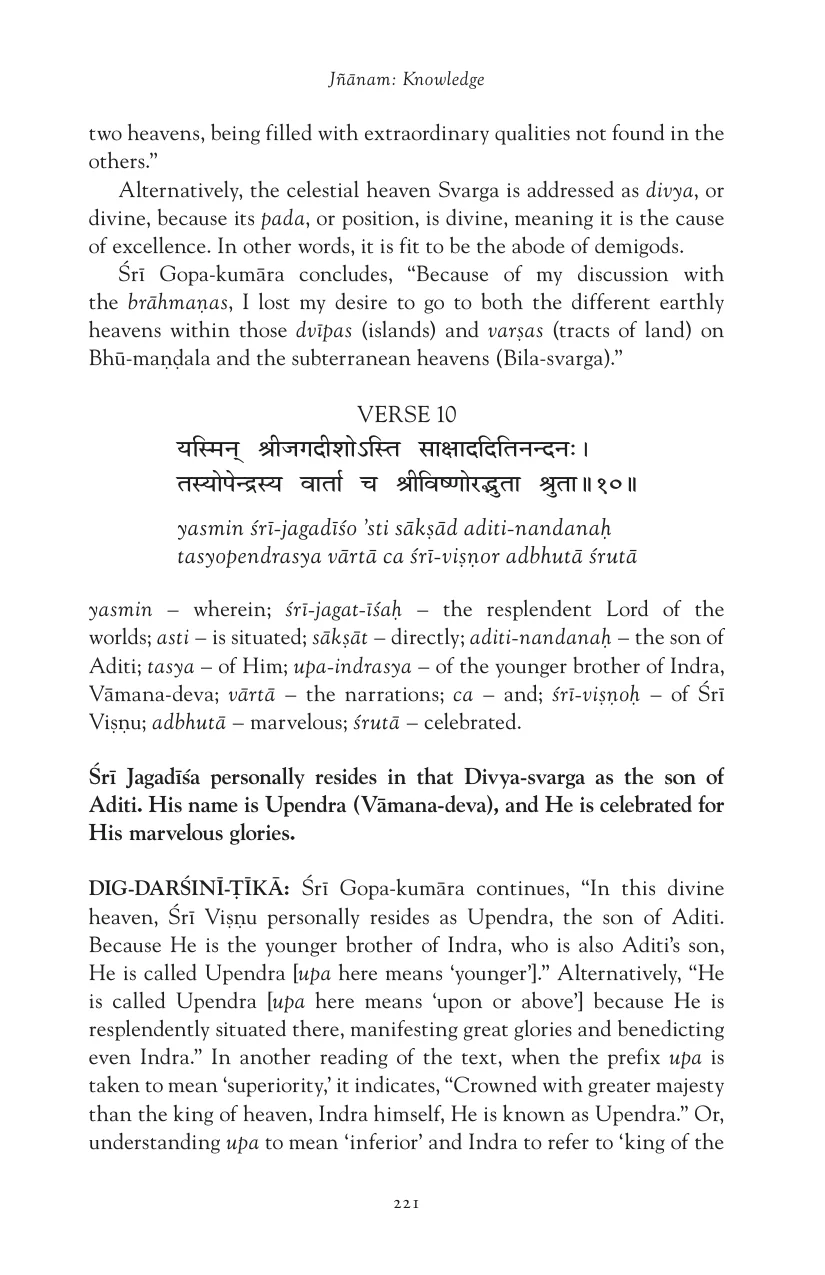 Jñānam: Knowledge
two heavens, being filled with extraordinary qualities not found in the
others.”
Alternatively, the celestial heaven Svarga is addressed as divya, or
divine, because its pada, or position, is divine, meaning it is the cause
of excellence. In other words, it is fit to be the abode of demigods.
Śrī Gopa-kumāra concludes, “Because of my discussion with
the brāhmaṇas, I lost my desire to go to both the different earthly
heavens within those dvīpas (islands) and varṣas (tracts of land) on
Bhū-maṇḍala and the subterranean heavens (Bila-svarga).”
VERSE 10
यस्मिन् श्रीजगदीशोऽस्ति साक्षाददितिनन्दनः।
तस्योपेन्द्रस्य वार्ता च श्रीविष्णोरद्भुता श्रुता॥१०॥
yasmin śrī-jagadīśo ’sti sākṣād aditi-nandanaḥ
tasyopendrasya vārtā ca śrī-viṣṇor adbhutā śrutā
yasmin – wherein; śrī-jagat-īśaḥ – the resplendent Lord of the
worlds; asti – is situated; sākṣāt – directly; aditi-nandanaḥ – the son of
Aditi; tasya – of Him; upa-indrasya – of the younger brother of Indra,
Vāmana-deva; vārtā – the narrations; ca – and; śrī-viṣṇoḥ – of Śrī
Viṣṇu; adbhutā – marvelous; śrutā – celebrated.
Śrī Jagadīśa personally resides in that Divya-svarga as the son of
Aditi. His name is Upendra (Vāmana-deva), and He is celebrated for
His marvelous glories.
DIG-DARŚINĪ-ṬĪKĀ: Śrī Gopa-kumāra continues, “In this divine
heaven, Śrī Viṣṇu personally resides as Upendra, the son of Aditi.
Because He is the younger brother of Indra, who is also Aditi’s son,
He is called Upendra [upa here means ‘younger’].” Alternatively, “He
is called Upendra [upa here means ‘upon or above’] because He is
resplendently situated there, manifesting great glories and benedicting
even Indra.” In another reading of the text, when the prefix upa is
taken to mean ‘superiority,’ it indicates, “Crowned with greater majesty
than the king of heaven, Indra himself, He is known as Upendra.” Or,
understanding upa to mean ‘inferior’ and Indra to refer to ‘king of the
221